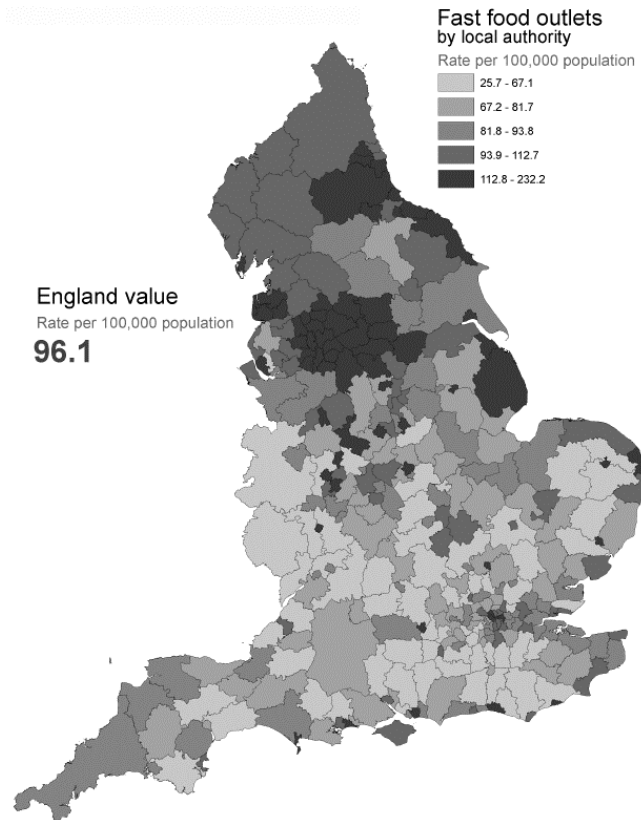 Fast food outlets
by local authority
Rate per 100,000 population
25.7 - 67.1
67.2 - 81.7
81.8 - 93.8
93.9 - 112.7
112.8 - 232.2
England value
Rate per 100,000 population
96.1